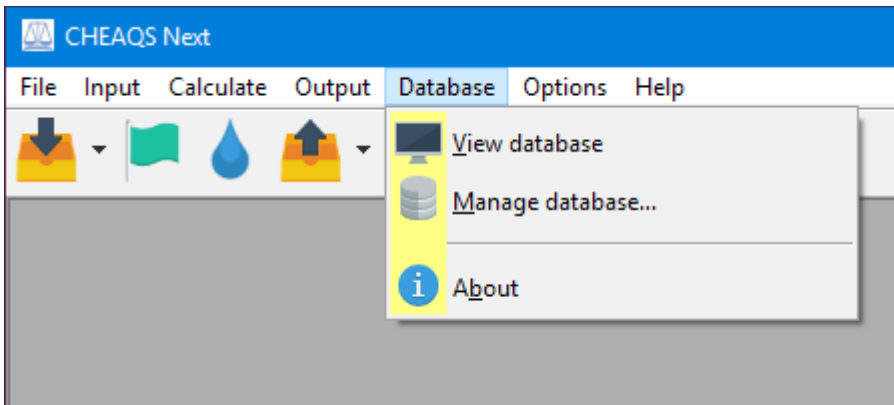 CHEAQS Next
File Input Calculate Output Database Options Help
View database
Manage database...
About